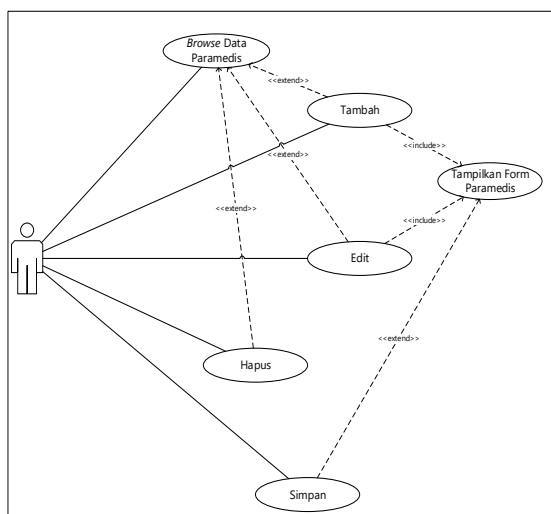 Browse Data
Paramedis
<<extend>>
Tambah
<<include>>
<<extend>>
Tampilkan Form
Paramedis
<<extend>>
<<include>>
Edit
<<extend>>
Hapus
Simpan